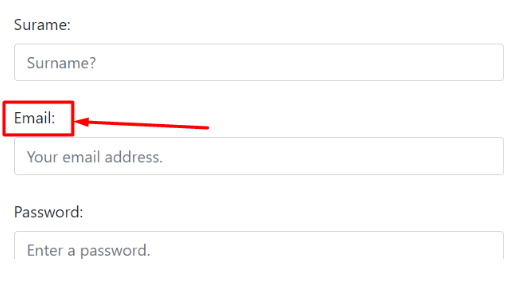 Surame:
Surname?
Email:
Your email address.
Password:
Enter a password.